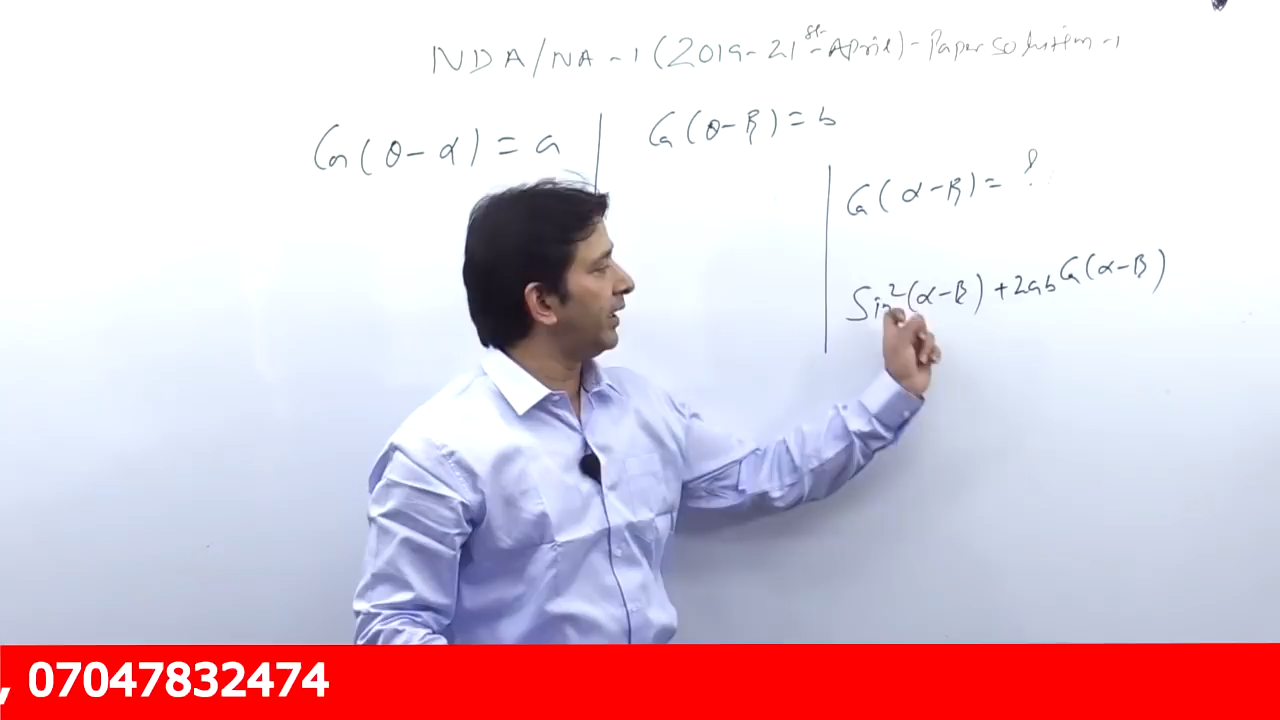 NDA/NA-1 (2019-21st-April)-Paper solution-1
Cos(θ-α) = a
Cos(θ-β) = b
Cos(α-β) = ?
Sin²(α-β) + 2ab Cos(α-β)
, 07047832474